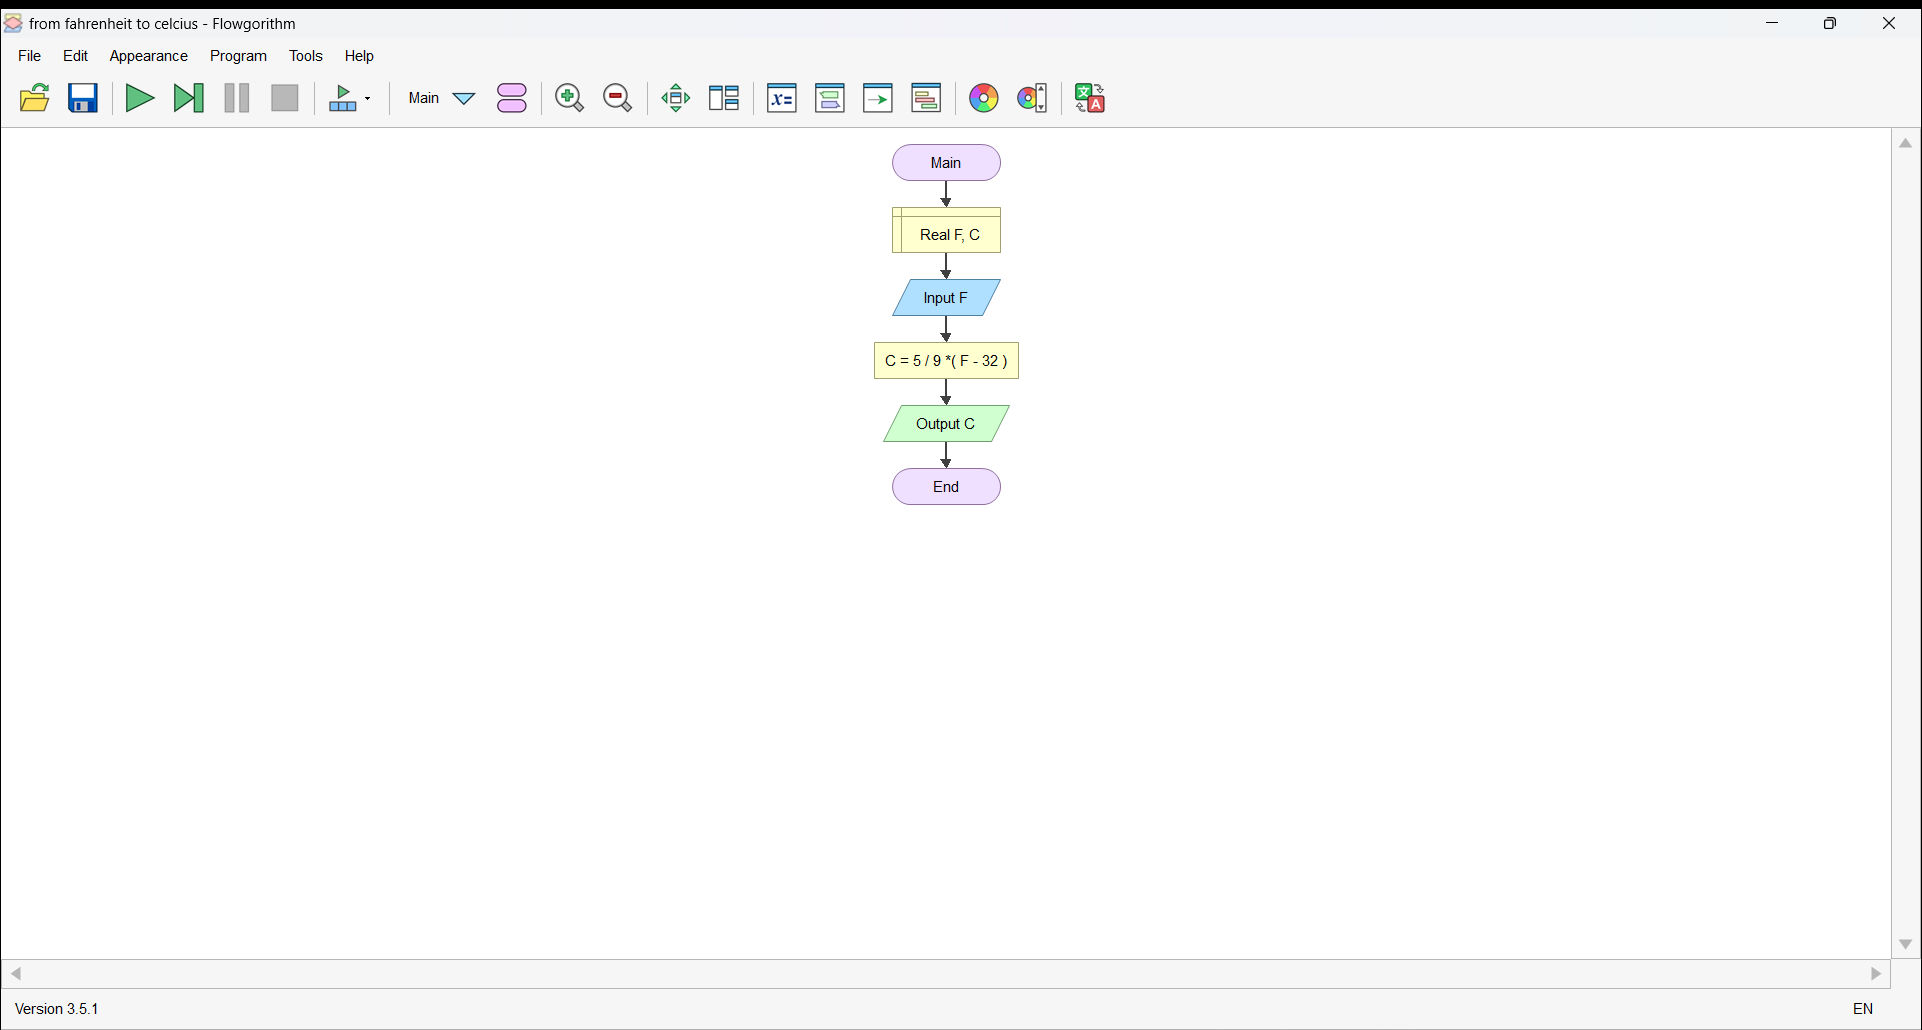 from fahrenheit to celcius - Flowgorithm
File Edit Appearance Program Tools Help
Main x= 文 A
Main
Real F, C
Input F
C = 5 / 9 *( F - 32 )
Output C
End
Version 3.5.1 EN